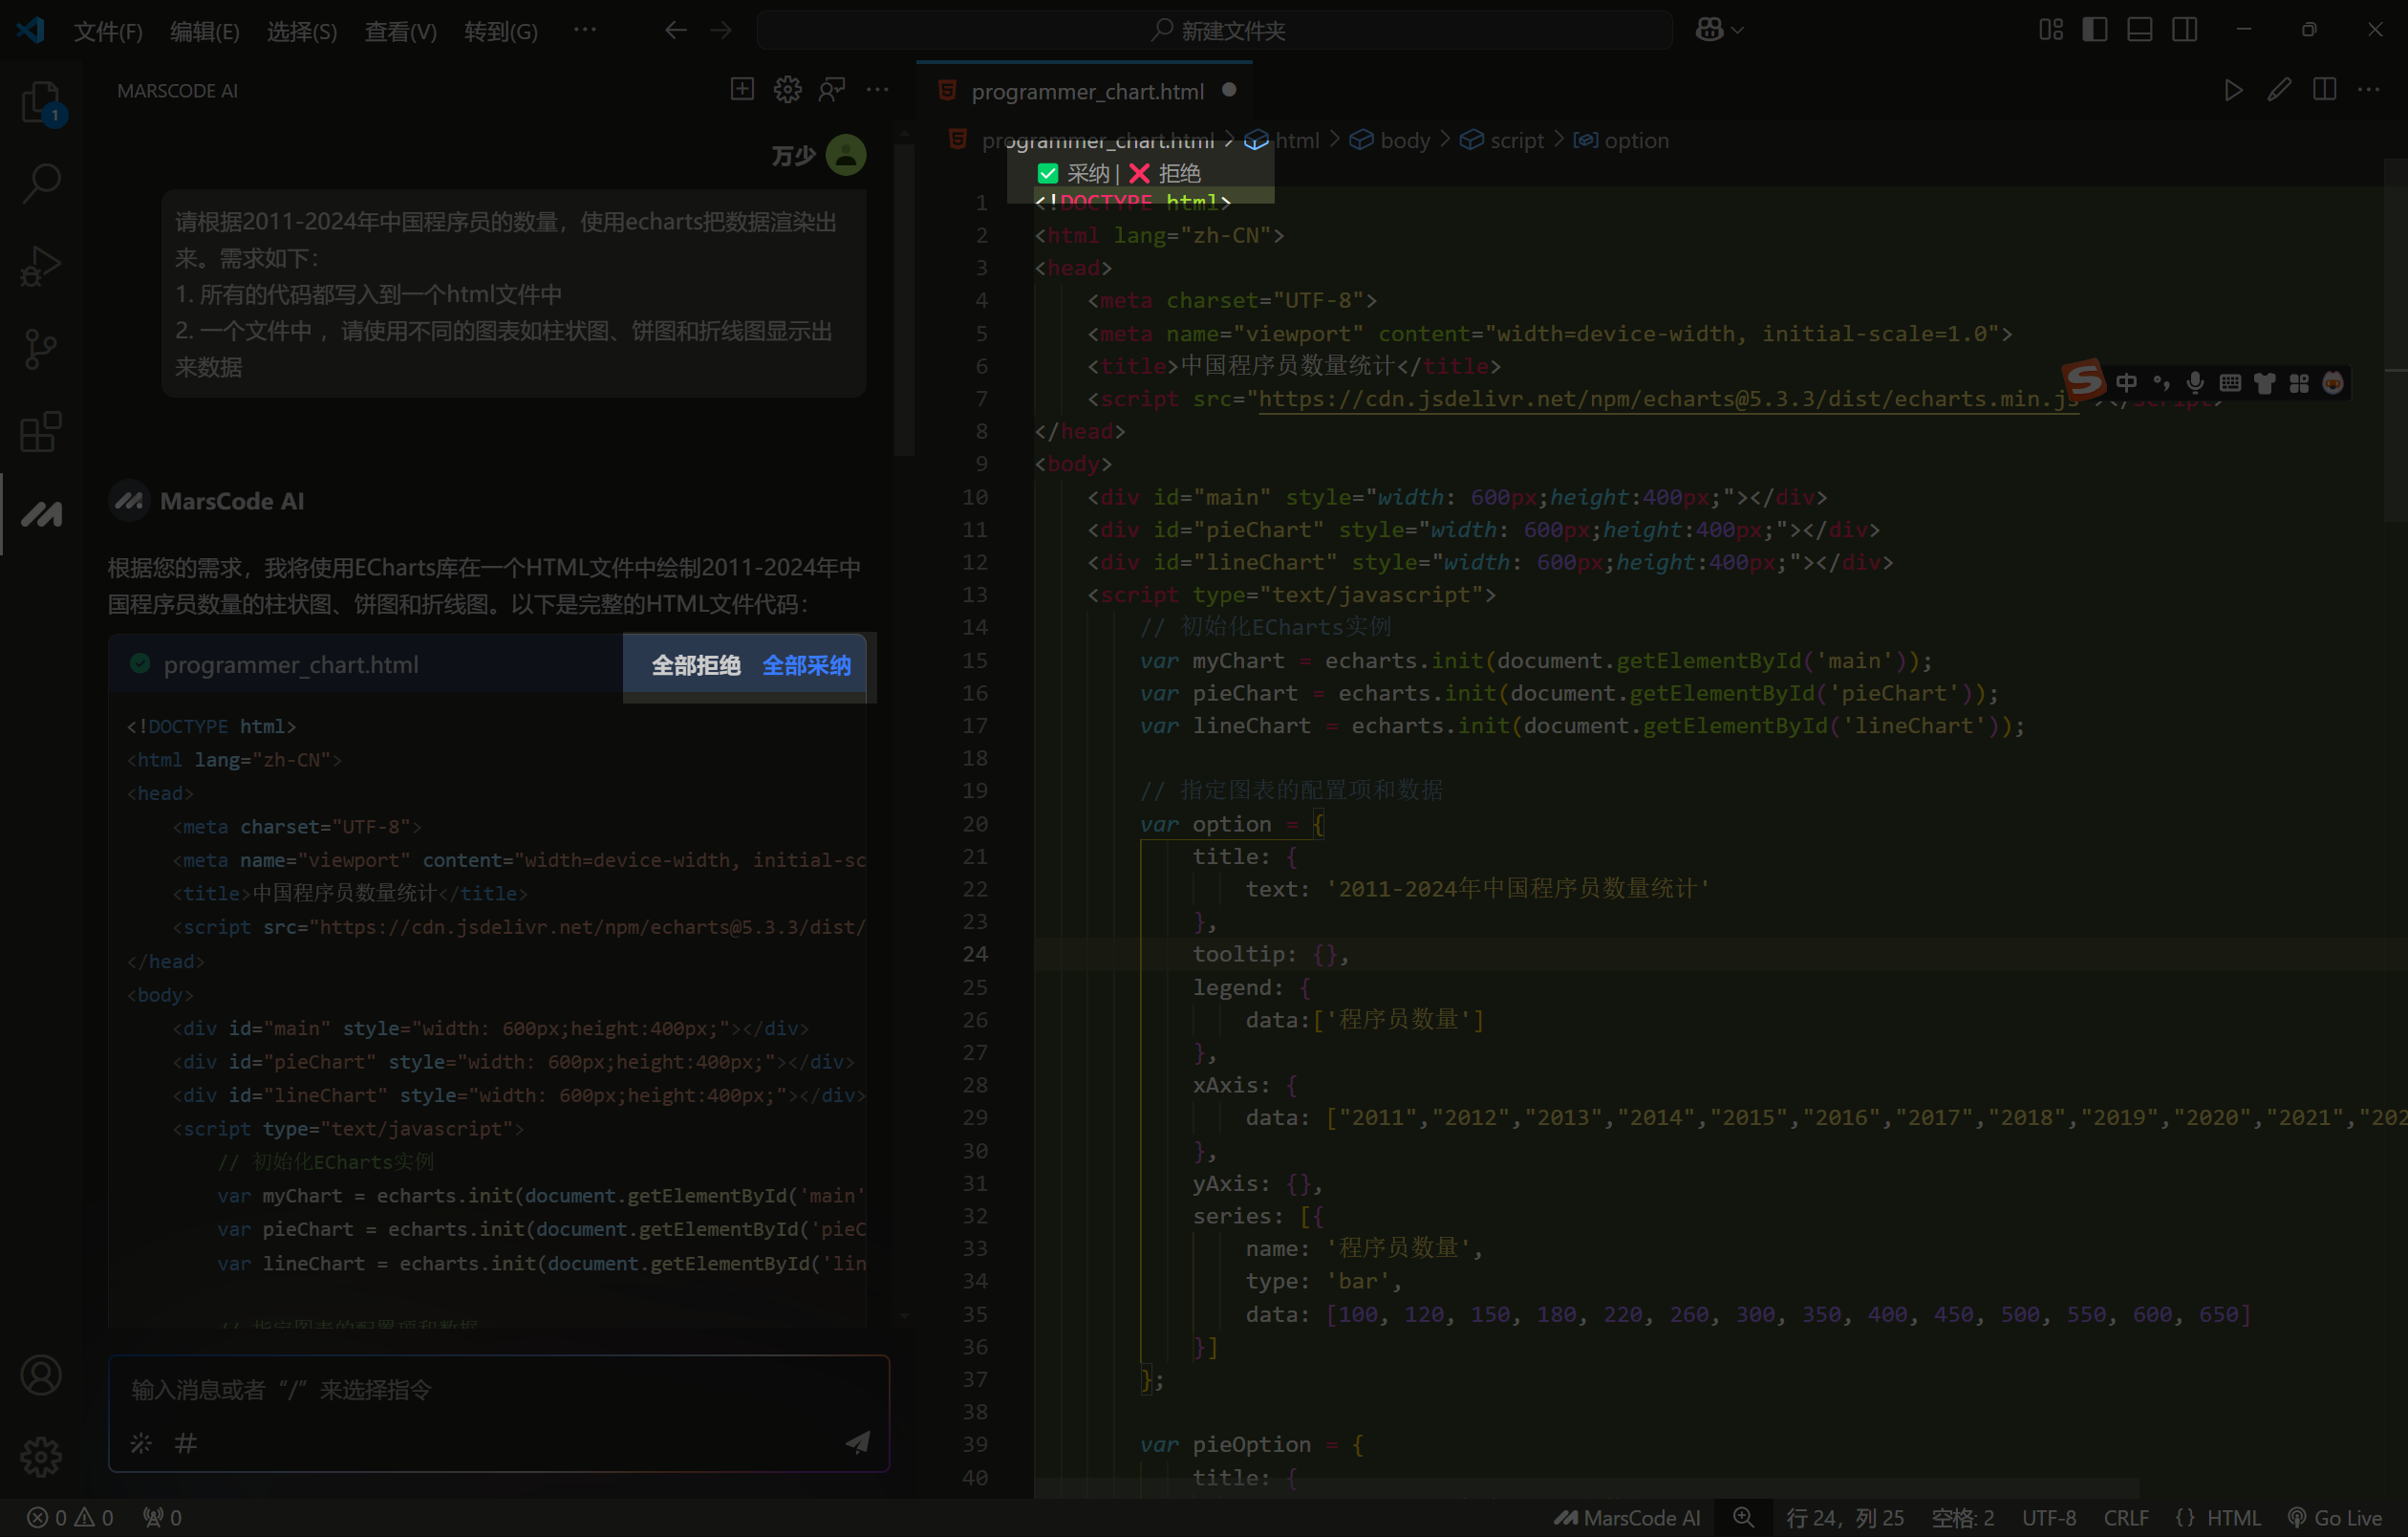 文件(F) 编辑(E) 选择(S) 查看(V) 转到(G) ··· 新建文件夹
MARSCODE AI
万少
请根据2011-2024年中国程序员的数量，使用echarts把数据渲染出
来。需求如下：
1. 所有的代码都写入到一个html文件中
2. 一个文件中 ，请使用不同的图表如柱状图、饼图和折线图显示出
来数据
MarsCode AI
根据您的需求，我将使用ECharts库在一个HTML文件中绘制2011-2024年中
国程序员数量的柱状图、饼图和折线图。以下是完整的HTML文件代码：
programmer_chart.html 全部拒绝 全部采纳
<!DOCTYPE html>
<html lang="zh-CN">
<head>
<meta charset="UTF-8">
<meta name="viewport" content="width=device-width, initial-sc
<title>中国程序员数量统计</title>
<script src="https://cdn.jsdelivr.net/npm/echarts@5.3.3/dist/
</head>
<body>
<div id="main" style="width: 600px;height:400px;"></div>
<div id="pieChart" style="width: 600px;height:400px;"></div>
<div id="lineChart" style="width: 600px;height:400px;"></div>
<script type="text/javascript">
// 初始化ECharts实例
var myChart = echarts.init(document.getElementById('main'
var pieChart = echarts.init(document.getElementById('pieC
var lineChart = echarts.init(document.getElementById('lin
// 指定图表的配置项和数据
输入消息或者“/”来选择指令
programmer_chart.html
programmer_chart.html > html > body > script > option
采纳 | 拒绝
1 <!DOCTYPE html>
2 <html lang="zh-CN">
3 <head>
4 <meta charset="UTF-8">
5 <meta name="viewport" content="width=device-width, initial-scale=1.0">
6 <title>中国程序员数量统计</title>
7 <script src="https://cdn.jsdelivr.net/npm/echarts@5.3.3/dist/echarts.min.js"></script>
8 </head>
9 <body>
10 <div id="main" style="width: 600px;height:400px;"></div>
11 <div id="pieChart" style="width: 600px;height:400px;"></div>
12 <div id="lineChart" style="width: 600px;height:400px;"></div>
13 <script type="text/javascript">
14 // 初始化ECharts实例
15 var myChart = echarts.init(document.getElementById('main'));
16 var pieChart = echarts.init(document.getElementById('pieChart'));
17 var lineChart = echarts.init(document.getElementById('lineChart'));
18
19 // 指定图表的配置项和数据
20 var option = {
21 title: {
22 text: '2011-2024年中国程序员数量统计'
23 },
24 tooltip: {},
25 legend: {
26 data:['程序员数量']
27 },
28 xAxis: {
29 data: ["2011","2012","2013","2014","2015","2016","2017","2018","2019","2020","2021","202
30 },
31 yAxis: {},
32 series: [{
33 name: '程序员数量',
34 type: 'bar',
35 data: [100, 120, 150, 180, 220, 260, 300, 350, 400, 450, 500, 550, 600, 650]
36 }]
37 };
38
39 var pieOption = {
40 title: {
中
1
0 0 0 MarsCode AI 行 24，列 25 空格: 2 UTF-8 CRLF {} HTML Go Live